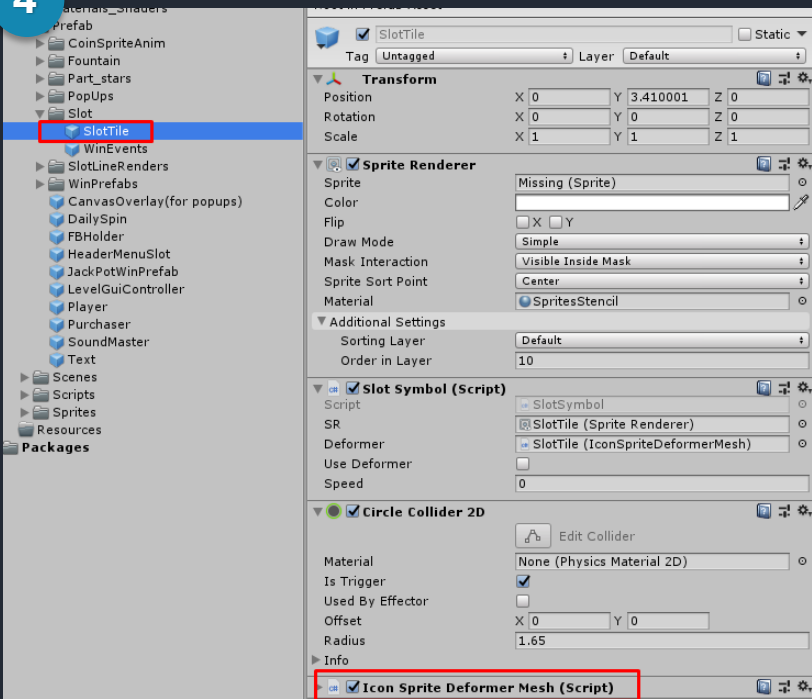 4
Materials_Shaders
Prefab
CoinSpriteAnim
Fountain
Part_stars
PopUps
Slot
SlotTile
WinEvents
SlotLineRenders
WinPrefabs
CanvasOverlay(for popups)
DailySpin
FBHolder
HeaderMenuSlot
JackPotWinPrefab
LevelGuiController
Player
Purchaser
SoundMaster
Text
Scenes
Scripts
Sprites
Resources
Packages
SlotTile Static
Tag Untagged Layer Default
Transform
Position X 0 Y 3.410001 Z 0
Rotation X 0 Y 0 Z 0
Scale X 1 Y 1 Z 1
Sprite Renderer
Sprite Missing (Sprite)
Color
Flip X Y
Draw Mode Simple
Mask Interaction Visible Inside Mask
Sprite Sort Point Center
Material SpritesStencil
Additional Settings
Sorting Layer Default
Order in Layer 10
Slot Symbol (Script)
Script SlotSymbol
SR SlotTile (Sprite Renderer)
Deformer SlotTile (IconSpriteDeformerMesh)
Use Deformer
Speed 0
Circle Collider 2D
Edit Collider
Material None (Physics Material 2D)
Is Trigger
Used By Effector
Offset X 0 Y 0
Radius 1.65
Info
Icon Sprite Deformer Mesh (Script)